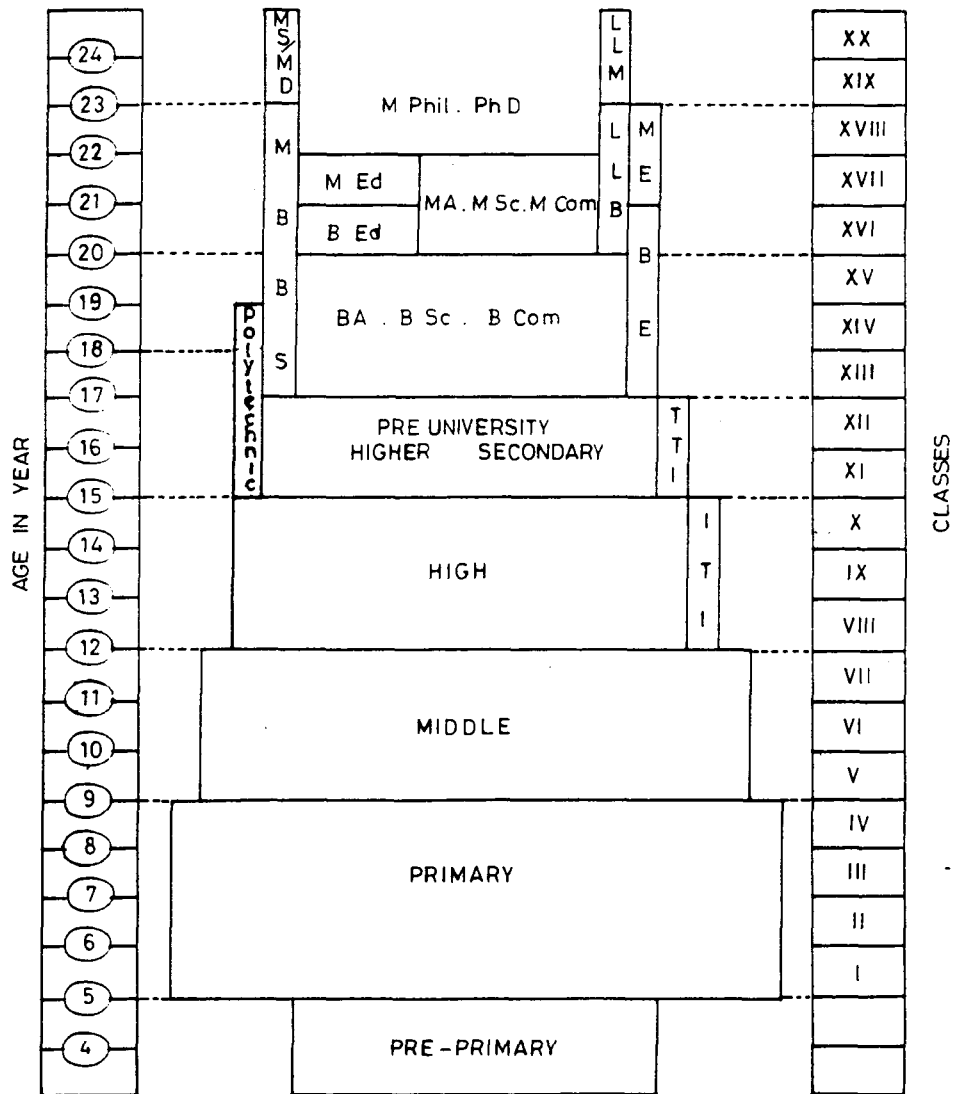 24
23
22
21
20
19
18
17
16
15
14
13
12
11
10
9
8
7
6
5
4
AGE IN YEAR
MS/MD
LLM
M Phil . Ph D
MBBS
LLB
ME
M Ed
MA . M Sc . M Com
B Ed
BA . B Sc . B Com
BE
polytechnic
PRE UNIVERSITY
HIGHER SECONDARY
TTI
HIGH
ITI
MIDDLE
PRIMARY
PRE-PRIMARY
XX
XIX
XVIII
XVII
XVI
XV
XIV
XIII
XII
XI
X
IX
VIII
VII
VI
V
IV
III
II
I
CLASSES